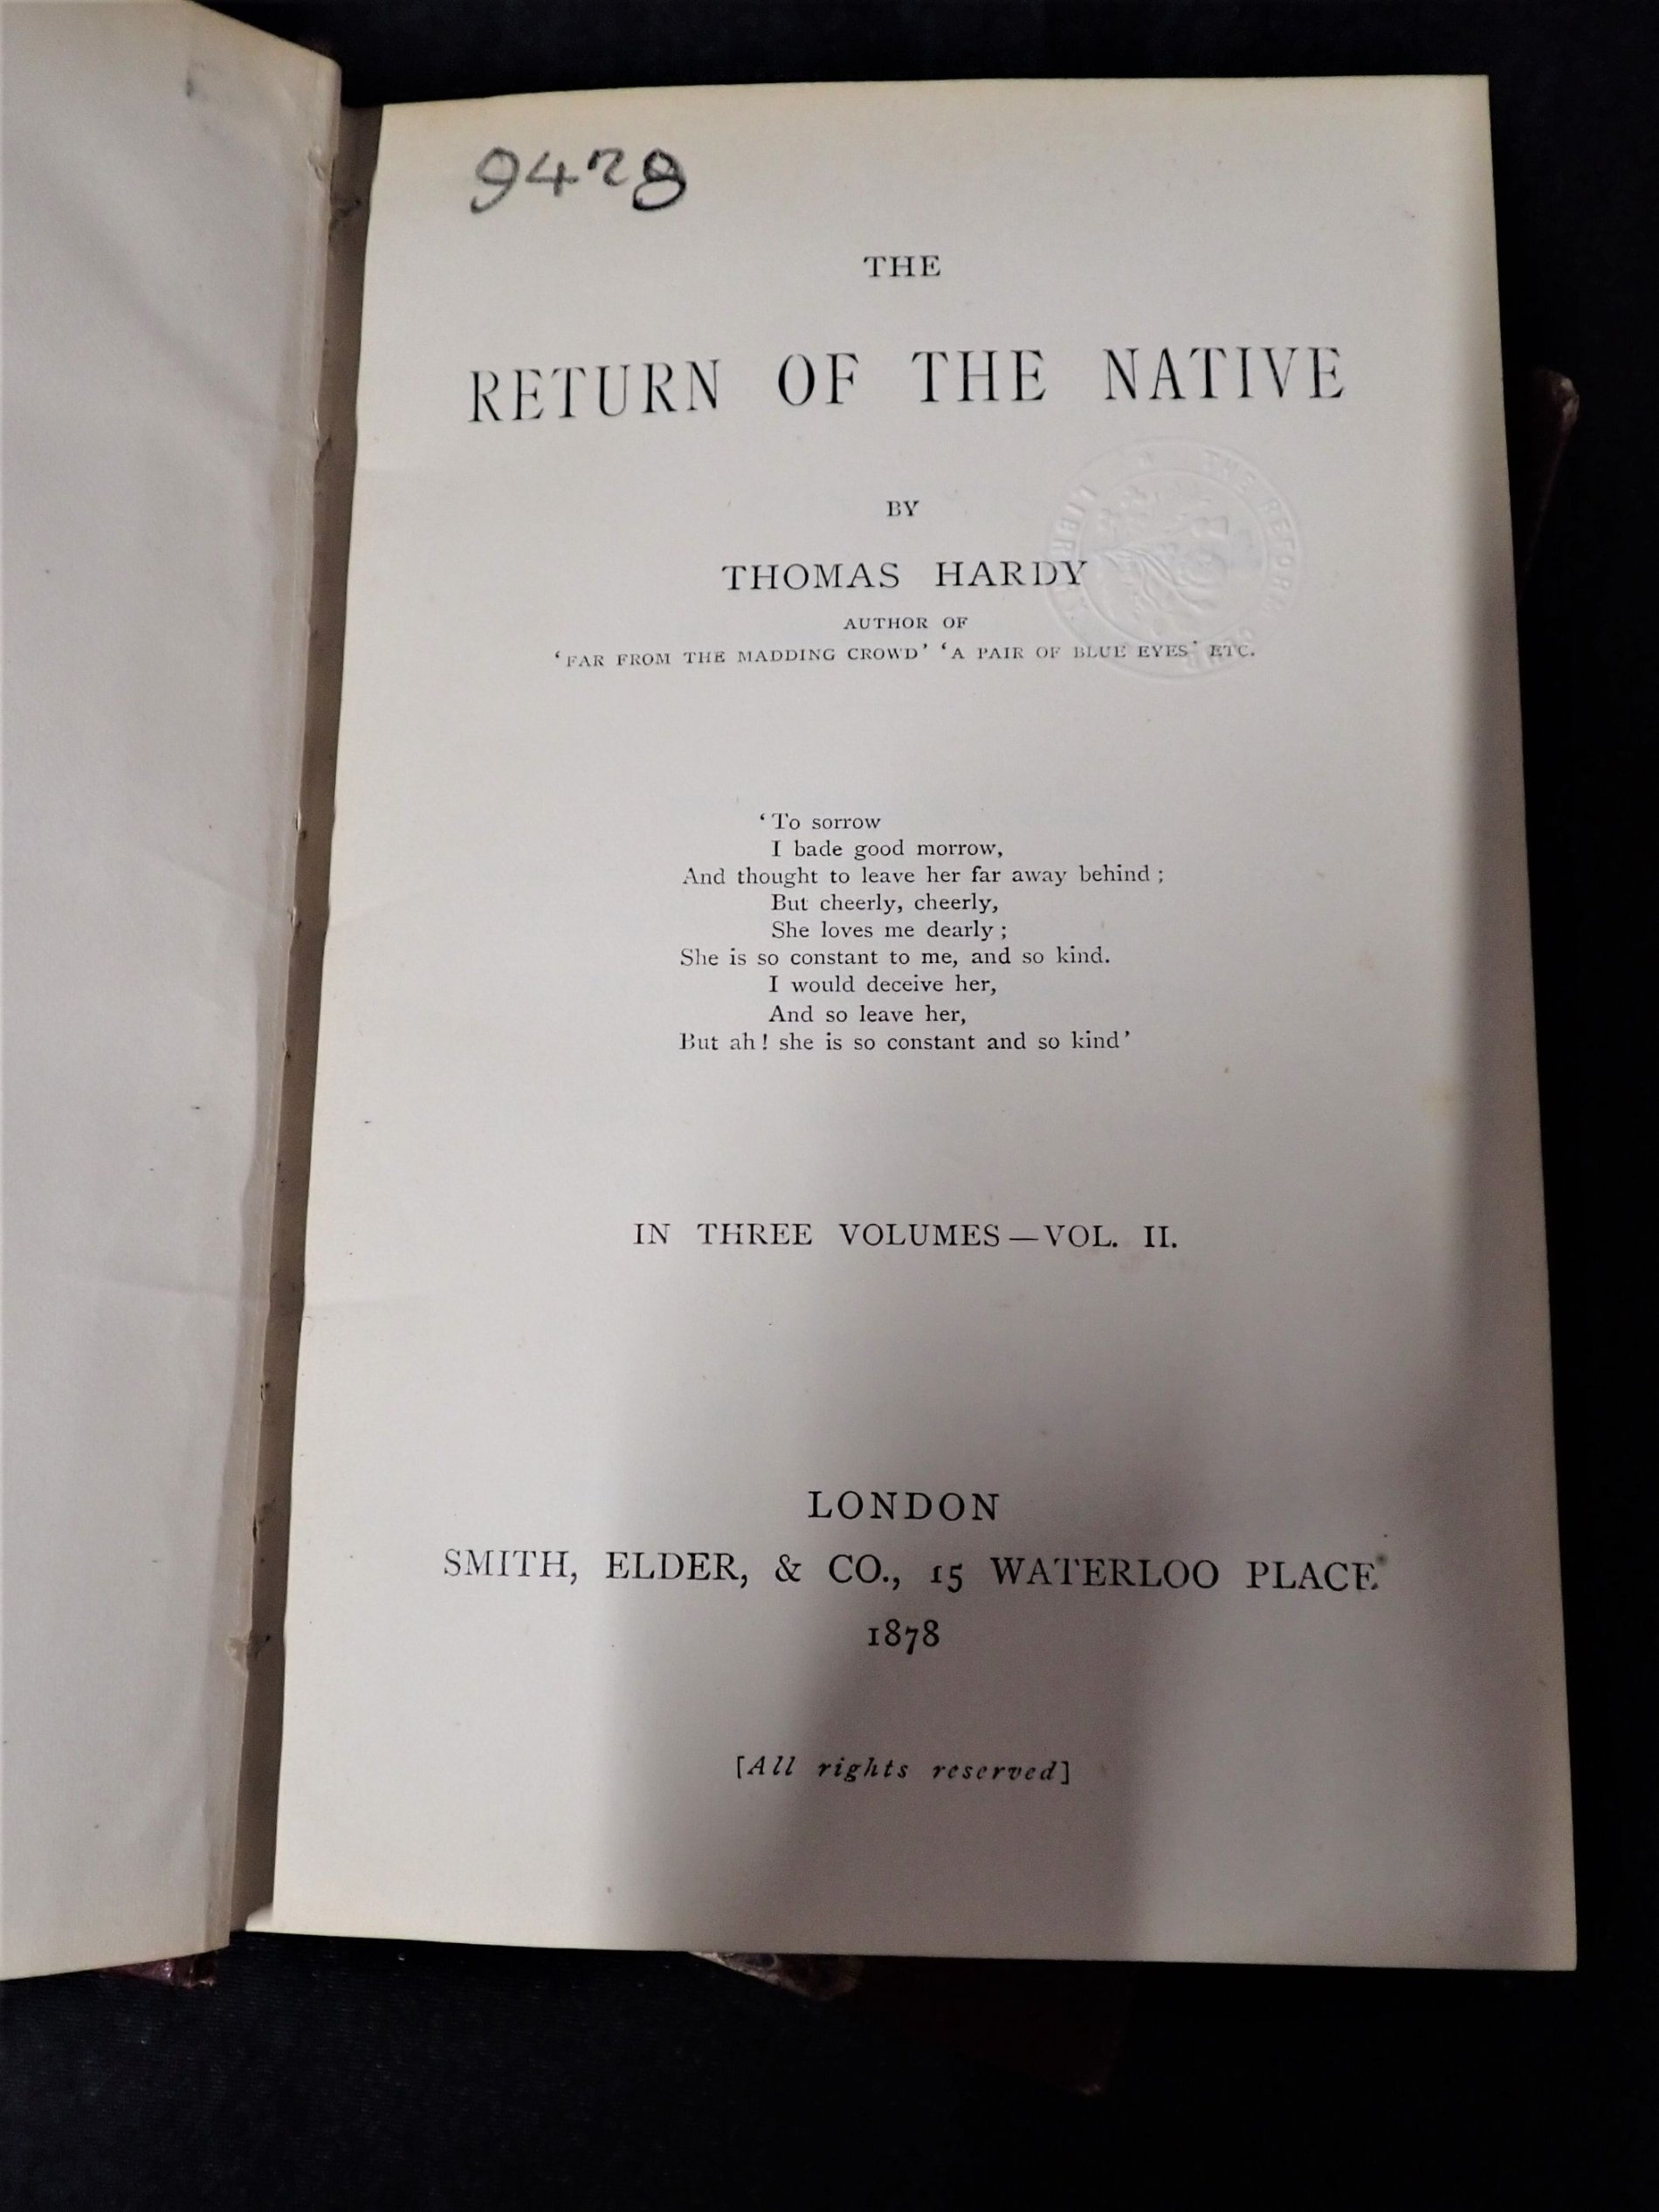 9428
THE
RETURN OF THE NATIVE
BY
THOMAS HARDY
AUTHOR OF
‘FAR FROM THE MADDING CROWD’ ‘A PAIR OF BLUE EYES’ ETC.
THE REFORM CLUB
LIBRARY
‘To sorrow
I bade good morrow,
And thought to leave her far away behind;
But cheerly, cheerly,
She loves me dearly;
She is so constant to me, and so kind.
I would deceive her,
And so leave her,
But ah! she is so constant and so kind’
IN THREE VOLUMES—VOL. II.
LONDON
SMITH, ELDER, & CO., 15 WATERLOO PLACE
1878
[All rights reserved]